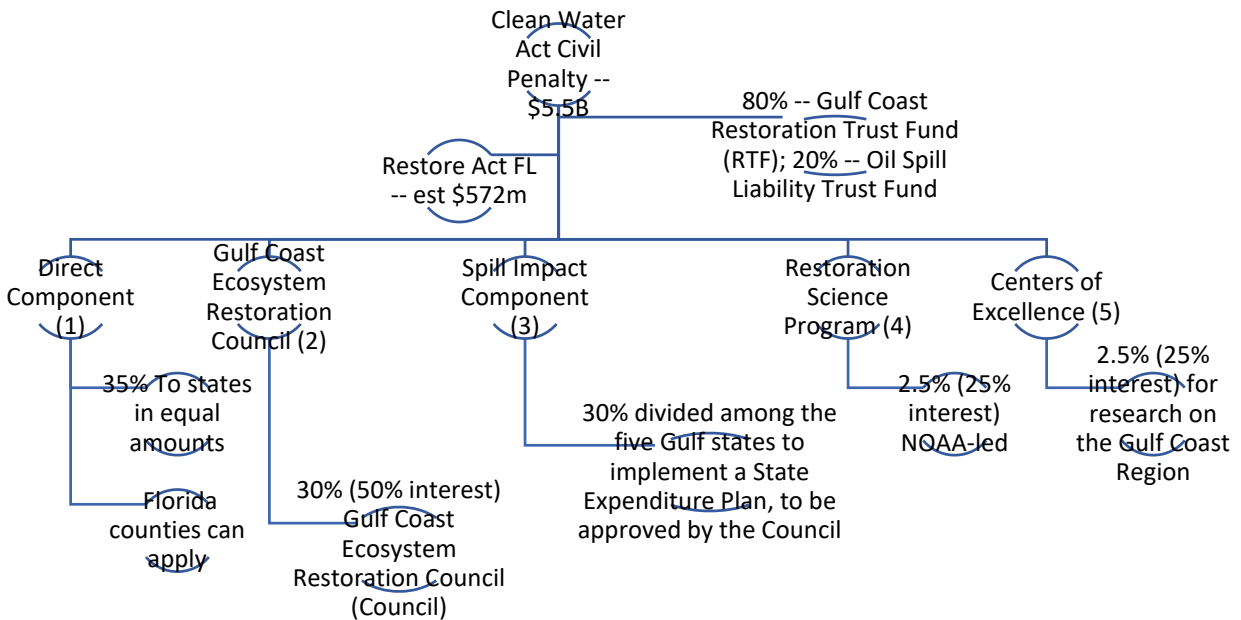 Clean Water
Act Civil
Penalty --
$5.5B
80% -- Gulf Coast
Restoration Trust Fund
(RTF); 20% -- Oil Spill
Liability Trust Fund
Restore Act FL
-- est $572m
Direct
Component
(1)
35% To states
in equal
amounts
Florida
counties can
apply
Gulf Coast
Ecosystem
Restoration
Council (2)
30% (50% interest)
Gulf Coast
Ecosystem
Restoration Council
(Council)
Spill Impact
Component
(3)
30% divided among the
five Gulf states to
implement a State
Expenditure Plan, to be
approved by the Council
Restoration
Science
Program (4)
2.5% (25%
interest)
NOAA-led
Centers of
Excellence (5)
2.5% (25%
interest) for
research on
the Gulf Coast
Region